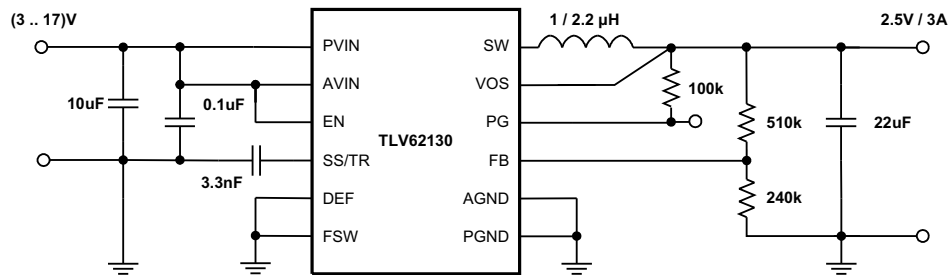 (3 .. 17)V
1 / 2.2 µH
2.5V / 3A
PVIN
SW
AVIN
VOS
100k
10uF
0.1uF
EN
PG
510k
22uF
TLV62130
SS/TR
FB
3.3nF
240k
DEF
AGND
FSW
PGND